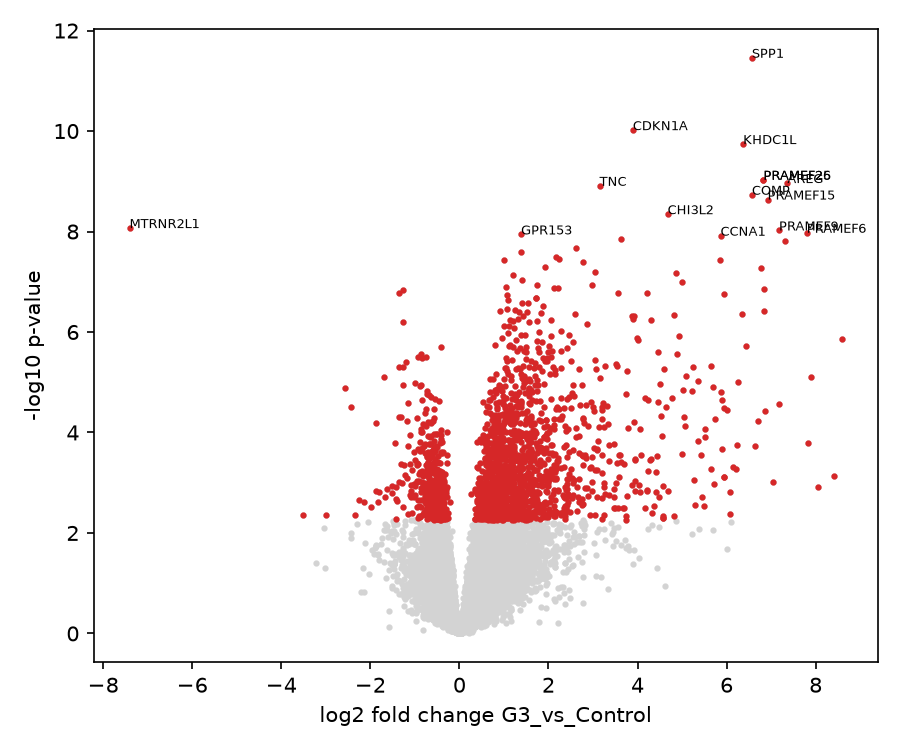 SPP1
CDKN1A
KHDC1L
TNC
AREG
COMP
PRAMEF15
CHI3L2
MTRNR2L1
GPR153
CCNA1
PRAMEF9
PRAMEF6
12
10
8
6
4
2
0
−8 −6 −4 −2 0 2 4 6 8
-log10 p-value
log2 fold change G3_vs_Control